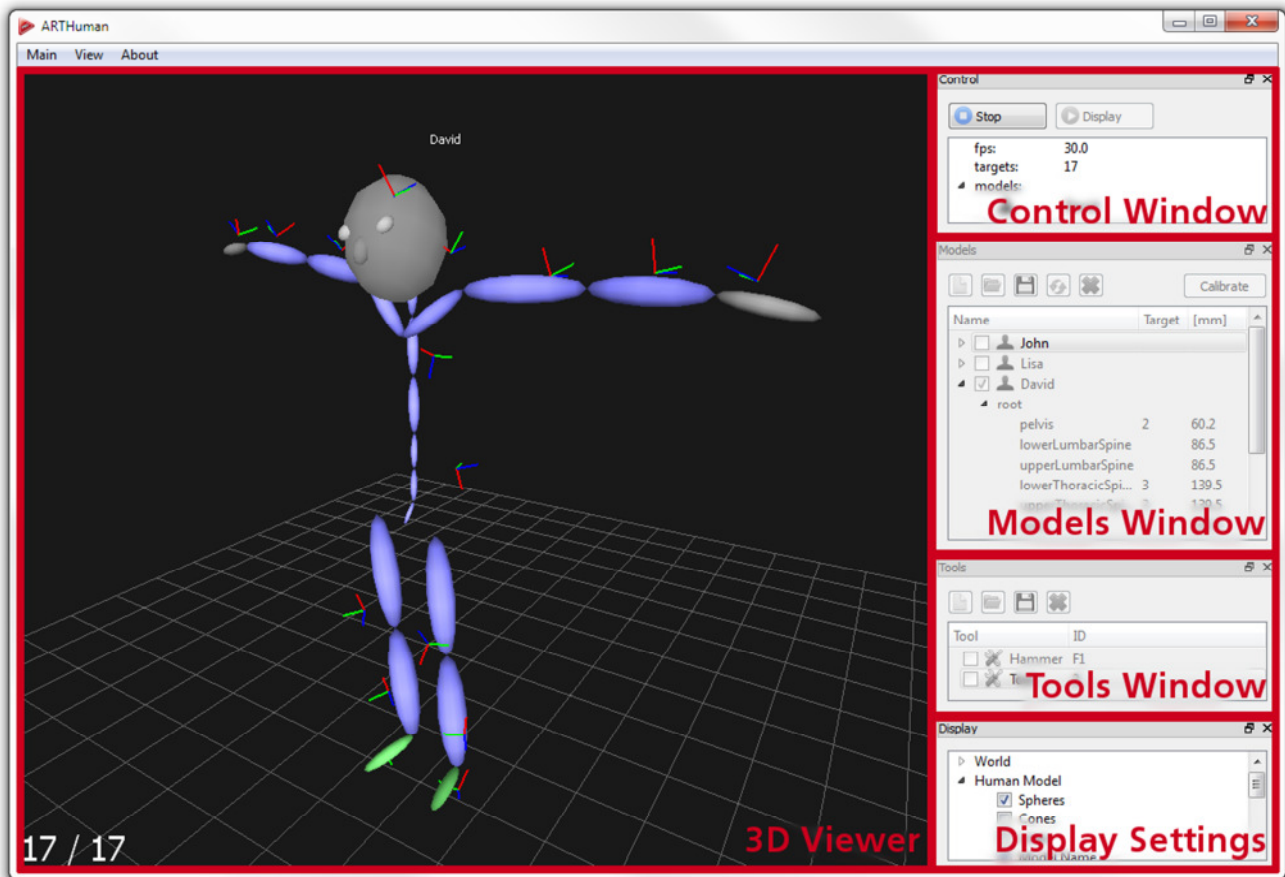 ARTHuman
Main View About
David
17 / 17
3D Viewer
Control
Stop Display
fps: 30.0
targets: 17
models:
Control Window
Models
Calibrate
Name Target [mm]
John
Lisa
David
root
pelvis 2 60.2
lowerLumbarSpine 86.5
upperLumbarSpine 86.5
lowerThoracicSpi... 3 139.5
Models Window
Tools
Tool ID
Hammer F1
Tools Window
Display
World
Human Model
Spheres
Cones
Display Settings